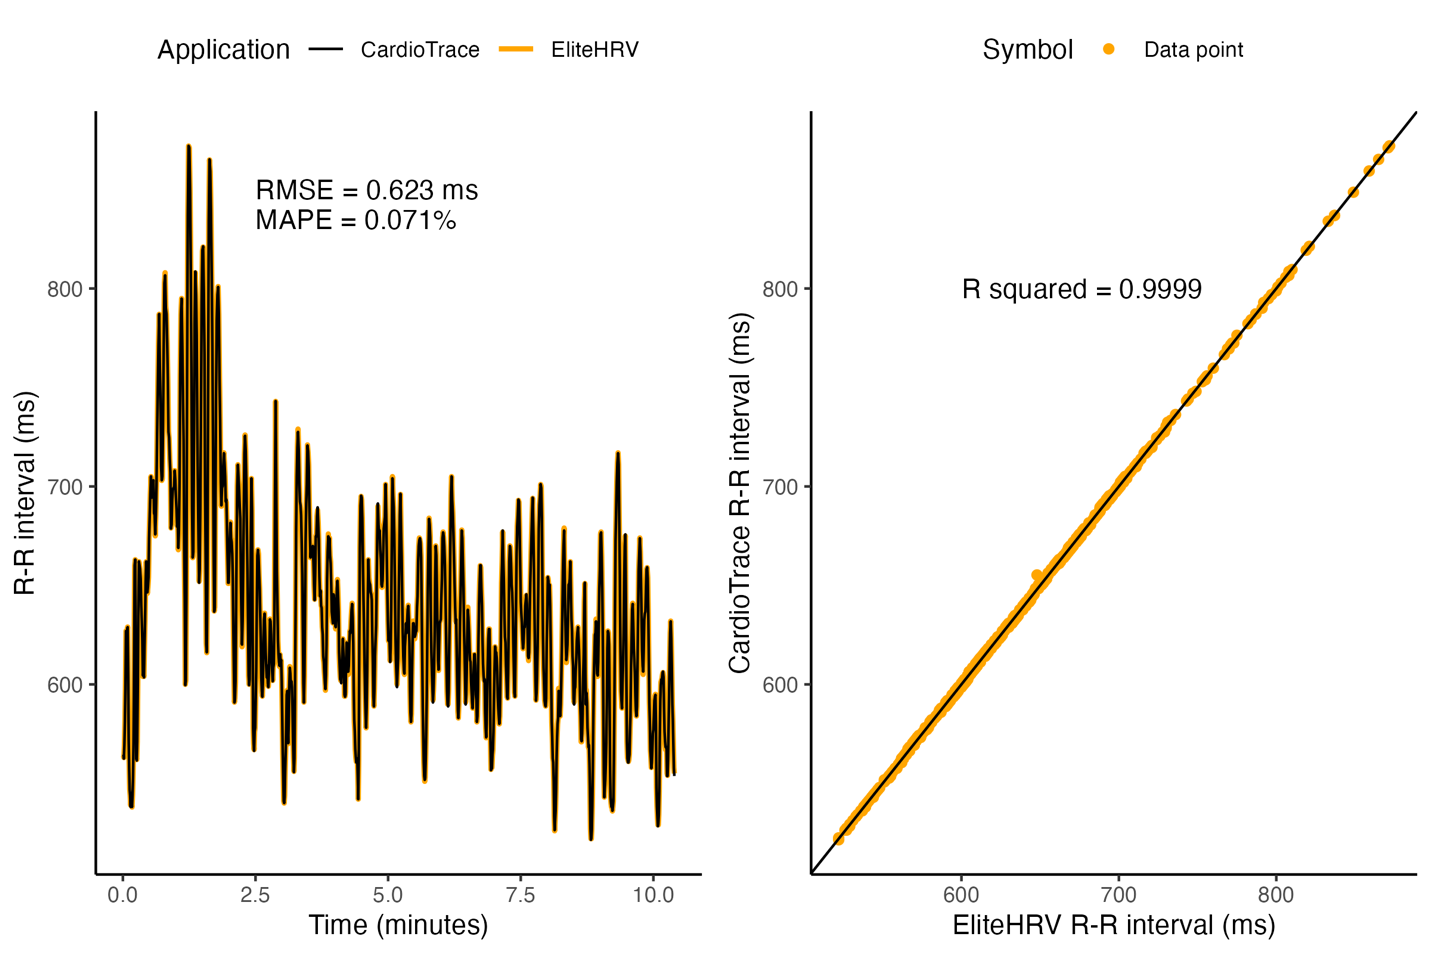 Application CardioTrace EliteHRV
RMSE = 0.623 ms
MAPE = 0.071%
800
700
600
R-R interval (ms)
0.0 2.5 5.0 7.5 10.0
Time (minutes)
Symbol Data point
R squared = 0.9999
800
700
600
CardioTrace R-R interval (ms)
600 700 800
EliteHRV R-R interval (ms)